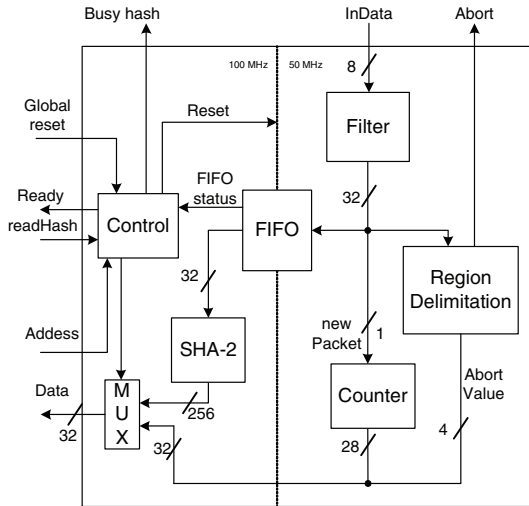 Busy hash
InData
Abort
100 MHz
50 MHz
8
Global
reset
Reset
Filter
FIFO
status
32
Ready
readHash
Control
FIFO
Region
Delimitation
32
new
Packet
1
Addess
SHA-2
Abort
Value
Data
MUX
256
Counter
32
32
28
4